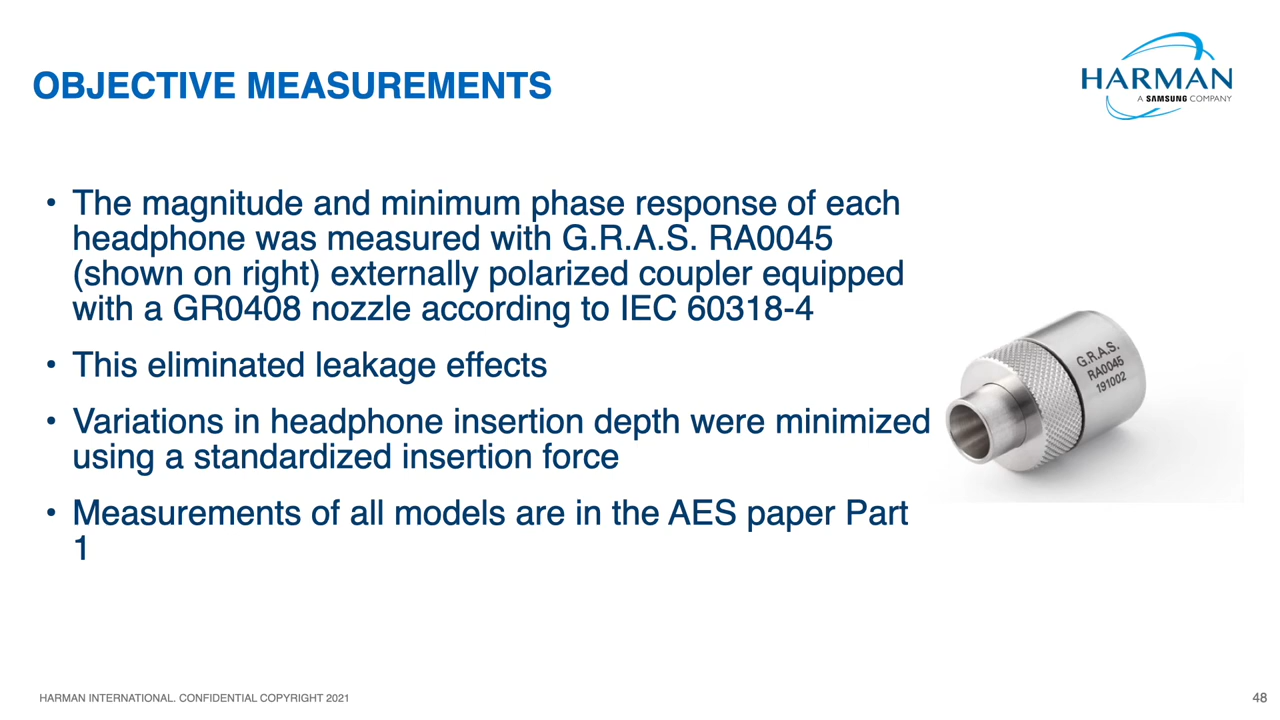 OBJECTIVE MEASUREMENTS
HARMAN
A SAMSUNG COMPANY
• The magnitude and minimum phase response of each
headphone was measured with G.R.A.S. RA0045
(shown on right) externally polarized coupler equipped
with a GR0408 nozzle according to IEC 60318-4
• This eliminated leakage effects
• Variations in headphone insertion depth were minimized
using a standardized insertion force
• Measurements of all models are in the AES paper Part
1
G.R.A.S.
RA0045
191002
HARMAN INTERNATIONAL. CONFIDENTIAL COPYRIGHT 2021
48